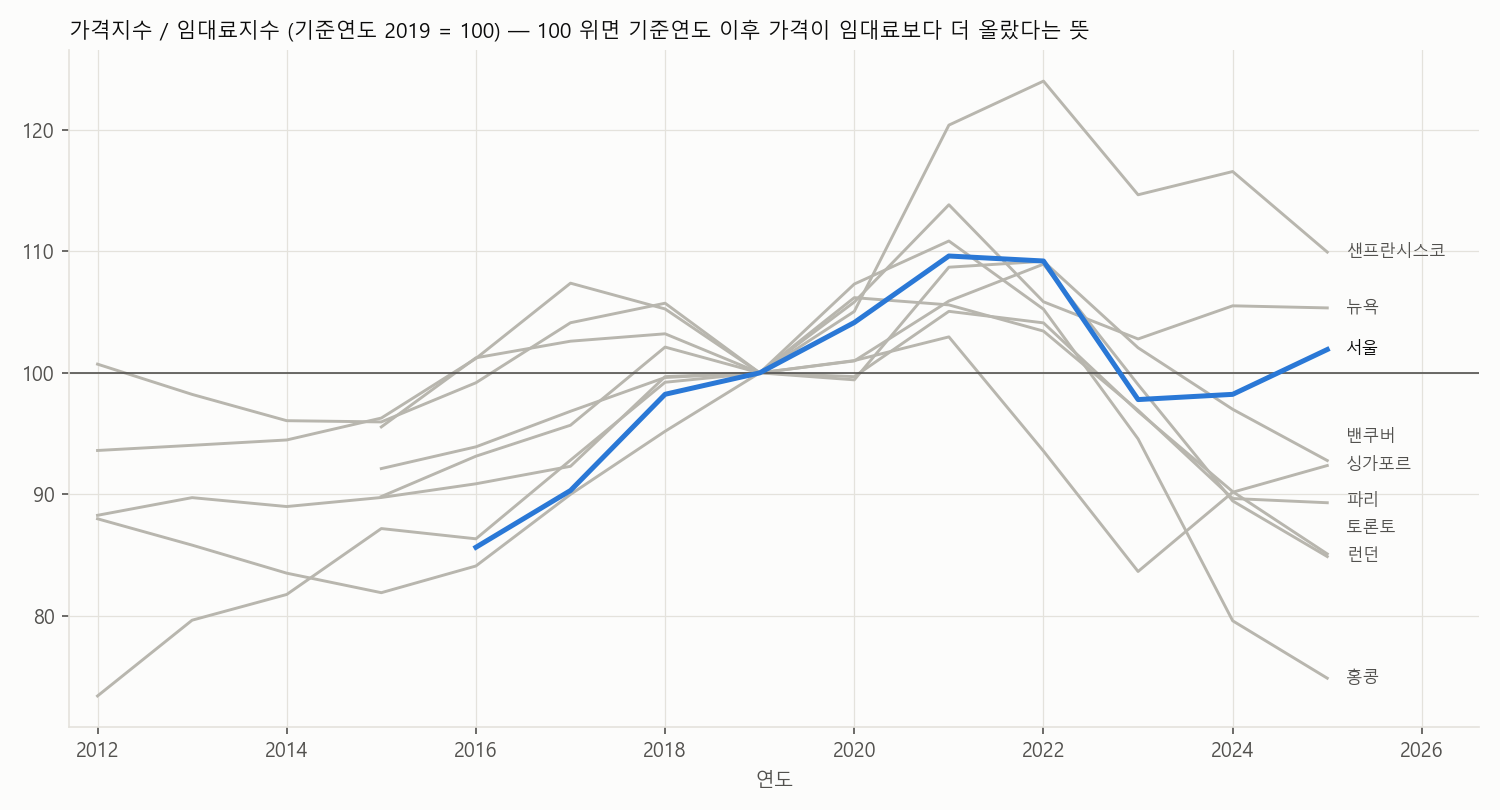 가격지수 / 임대료지수 (기준연도 2019 = 100) — 100 위면 기준연도 이후 가격이 임대료보다 더 올랐다는 뜻
120
110
100
90
80
샌프란시스코
뉴욕
서울
밴쿠버
싱가포르
파리
토론토
런던
홍콩
2012
2014
2016
2018
2020
2022
2024
2026
연도